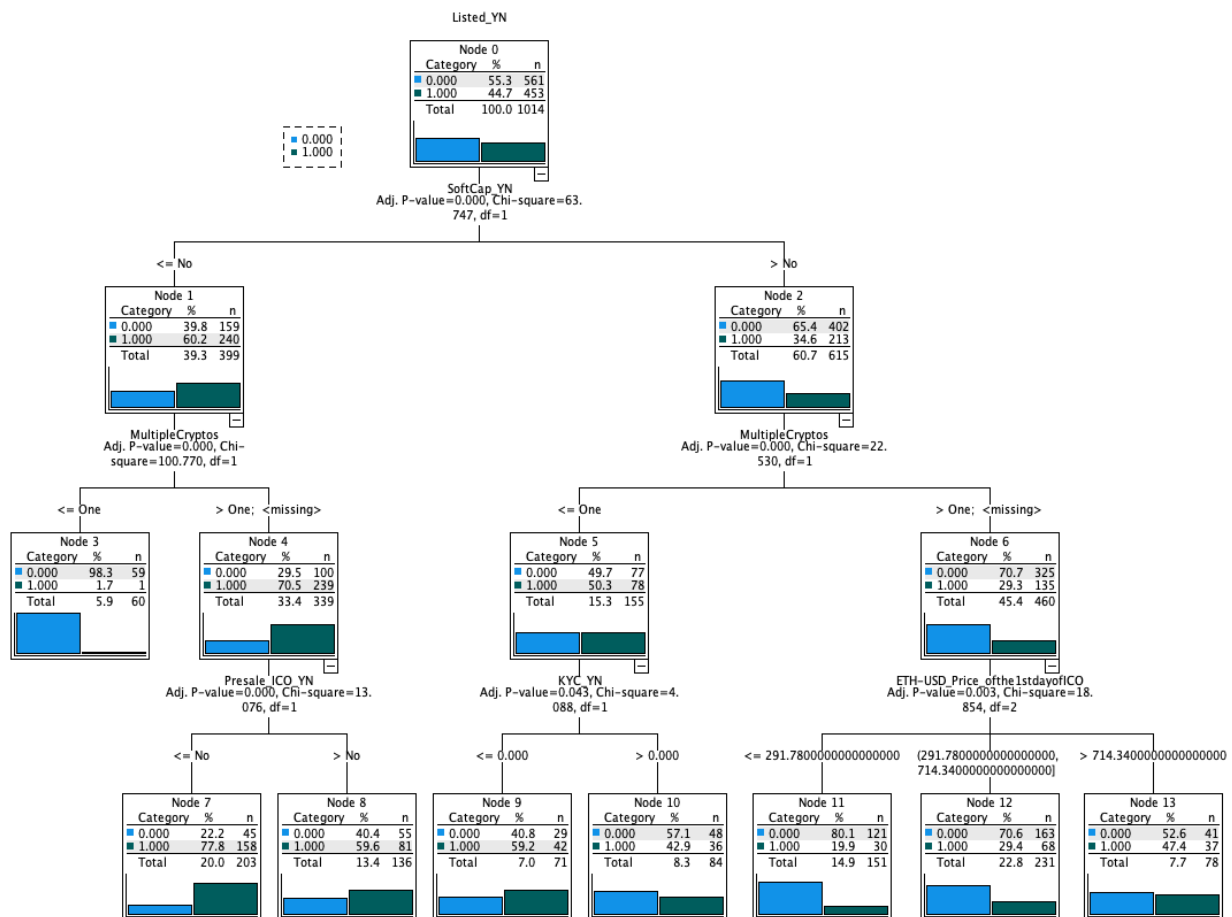 Listed_YN
Node 0
Category % n
0.000 55.3 561
1.000 44.7 453
Total 100.0 1014
0.000
1.000
SoftCap_YN
Adj. P-value=0.000, Chi-square=63.
747, df=1
<= No
> No
Node 1
Category % n
0.000 39.8 159
1.000 60.2 240
Total 39.3 399
Node 2
Category % n
0.000 65.4 402
1.000 34.6 213
Total 60.7 615
MultipleCryptos
Adj. P-value=0.000, Chi-
square=100.770, df=1
MultipleCryptos
Adj. P-value=0.000, Chi-square=22.
530, df=1
<= One
> One; <missing>
<= One
> One; <missing>
Node 3
Category % n
0.000 98.3 59
1.000 1.7 1
Total 5.9 60
Node 4
Category % n
0.000 29.5 100
1.000 70.5 239
Total 33.4 339
Node 5
Category % n
0.000 49.7 77
1.000 50.3 78
Total 15.3 155
Node 6
Category % n
0.000 70.7 325
1.000 29.3 135
Total 45.4 460
Presale_ICO_YN
Adj. P-value=0.000, Chi-square=13.
076, df=1
KYC_YN
Adj. P-value=0.043, Chi-square=4.
088, df=1
ETH-USD_Price_ofthe1stdayofICO
Adj. P-value=0.003, Chi-square=18.
854, df=2
<= No
> No
<= 0.000
> 0.000
<= 291.7800000000000000
(291.7800000000000000,
714.3400000000000000]
> 714.3400000000000000
Node 7
Category % n
0.000 22.2 45
1.000 77.8 158
Total 20.0 203
Node 8
Category % n
0.000 40.4 55
1.000 59.6 81
Total 13.4 136
Node 9
Category % n
0.000 40.8 29
1.000 59.2 42
Total 7.0 71
Node 10
Category % n
0.000 57.1 48
1.000 42.9 36
Total 8.3 84
Node 11
Category % n
0.000 80.1 121
1.000 19.9 30
Total 14.9 151
Node 12
Category % n
0.000 70.6 163
1.000 29.4 68
Total 22.8 231
Node 13
Category % n
0.000 52.6 41
1.000 47.4 37
Total 7.7 78